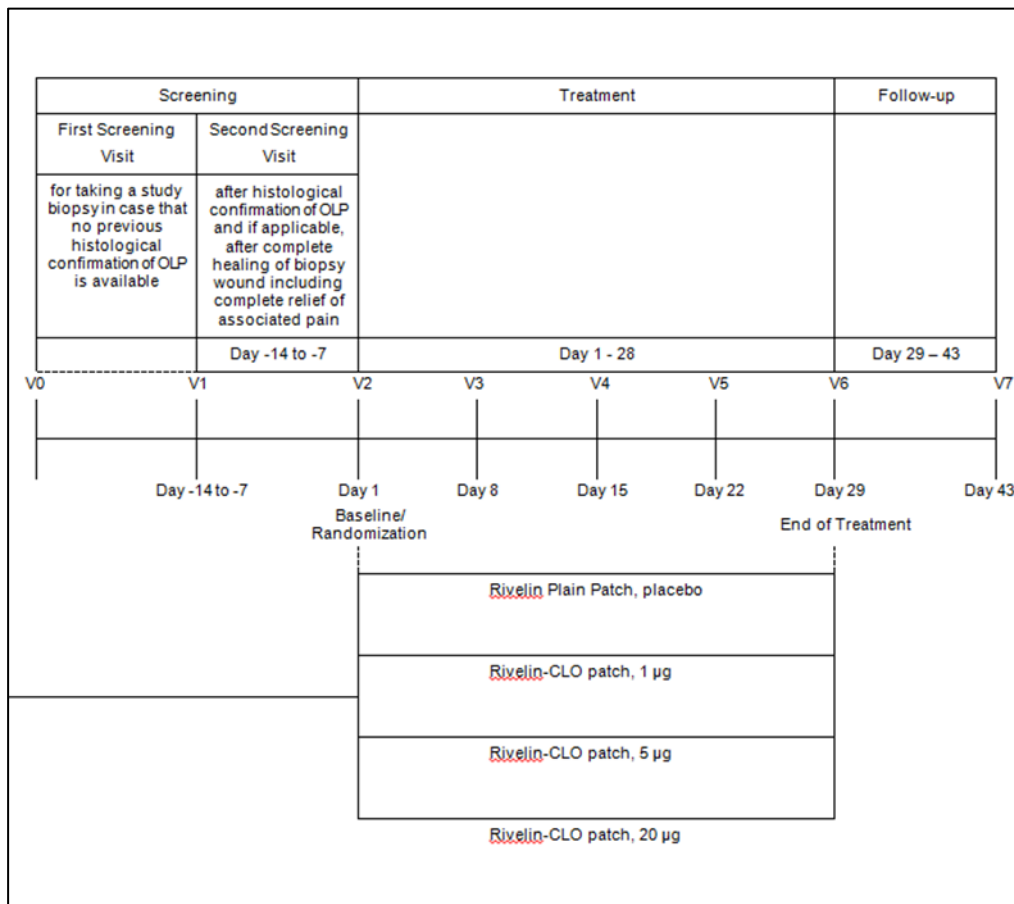 Screening
Treatment
Follow-up
First Screening
Visit
Second Screening
Visit
for taking a study
biopsy in case that
no previous
histological
confirmation of OLP
is available
after histological
confirmation of OLP
and if applicable,
after complete
healing of biopsy
wound including
complete relief of
associated pain
Day -14 to -7
Day 1 - 28
Day 29 – 43
V0
V1
V2
V3
V4
V5
V6
V7
Day -14 to -7
Day 1
Day 8
Day 15
Day 22
Day 29
Day 43
Baseline/
Randomization
End of Treatment
Rivelin Plain Patch, placebo
Rivelin-CLO patch, 1 µg
Rivelin-CLO patch, 5 µg
Rivelin-CLO patch, 20 µg